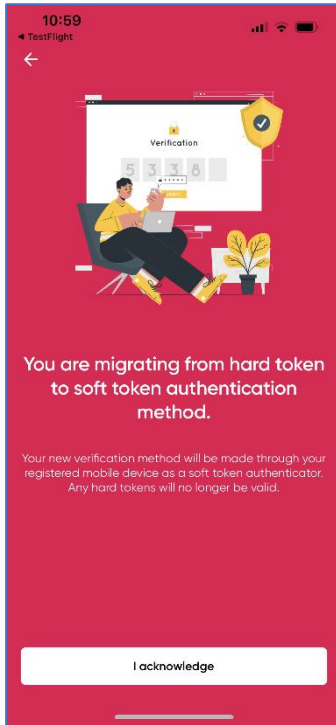 10:59
◀ TestFlight
Verification
5 3 3 8
You are migrating from hard token
to soft token authentication
method.
Your new verification method will be made through your
registered mobile device as a soft token authenticator.
Any hard tokens will no longer be valid.
I acknowledge